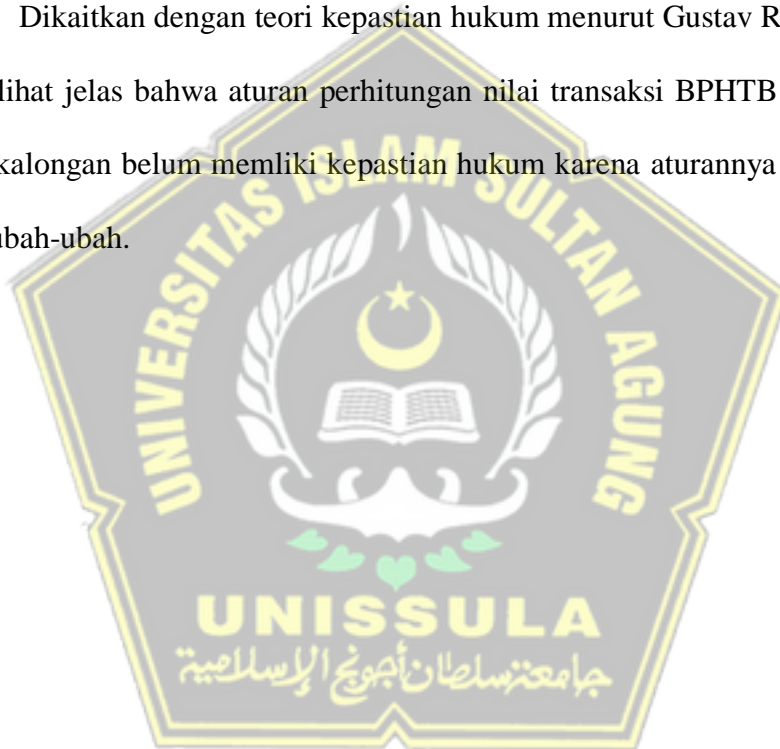 Dikaitkan dengan teori kepastian hukum menurut Gustav R
lihat jelas bahwa aturan perhitungan nilai transaksi BPHTB
kalongan belum memliki kepastian hukum karena aturannya
ubah-ubah.
UNIVERSITAS ISLAM SULTAN AGUNG
UNISSULA
جامعتنسلطان أجونج الإسلامية